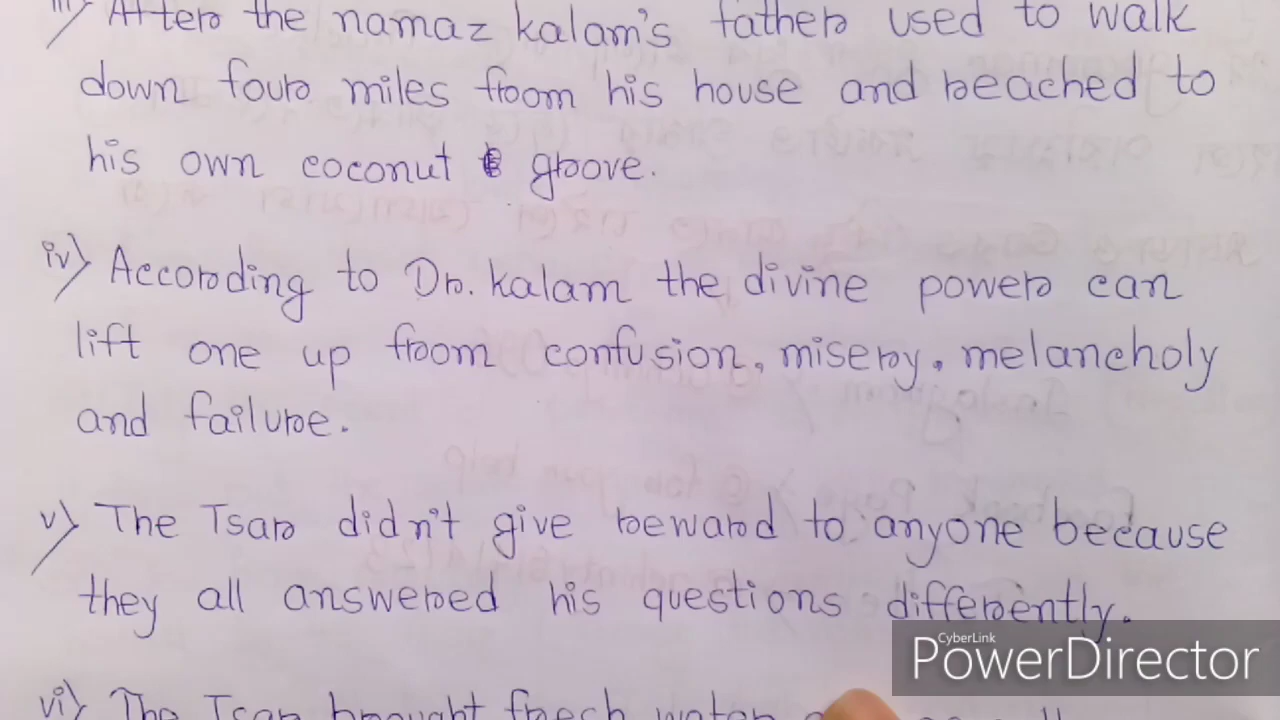 iii) After the namaz kalam's father used to walk
down four miles from his house and reached to
his own coconut groove.
iv) According to Dr. kalam the divine power can
lift one up from confusion, misery, melancholy
and failure.
v) The Tsar didn't give reward to anyone because
they all answered his questions differently.
vi) The Tsar brought fresh water
CyberLink
PowerDirector